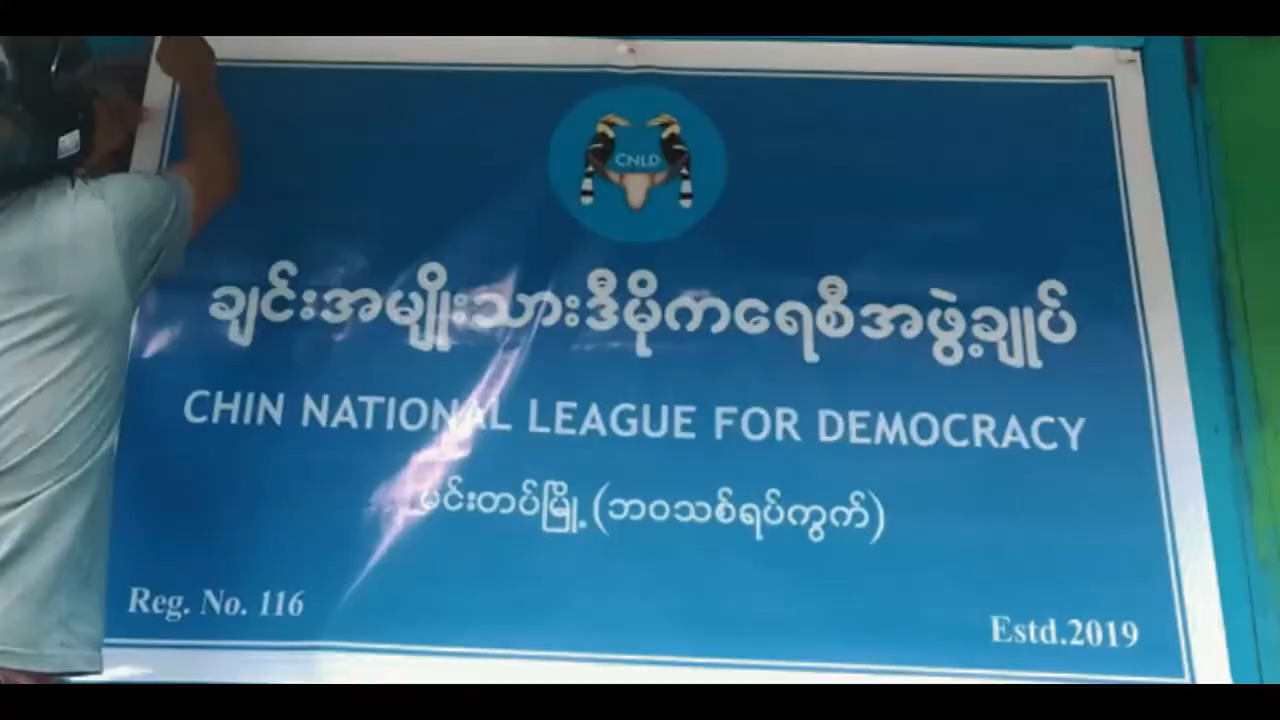 CNLD
ချင်းအမျိုးသားဒီမိုကရေစီအဖွဲ့ချုပ်
CHIN NATIONAL LEAGUE FOR DEMOCRACY
မင်းတပ်မြို့ (ဘဝသစ်ရပ်ကွက်)
Reg. No. 116
Estd.2019